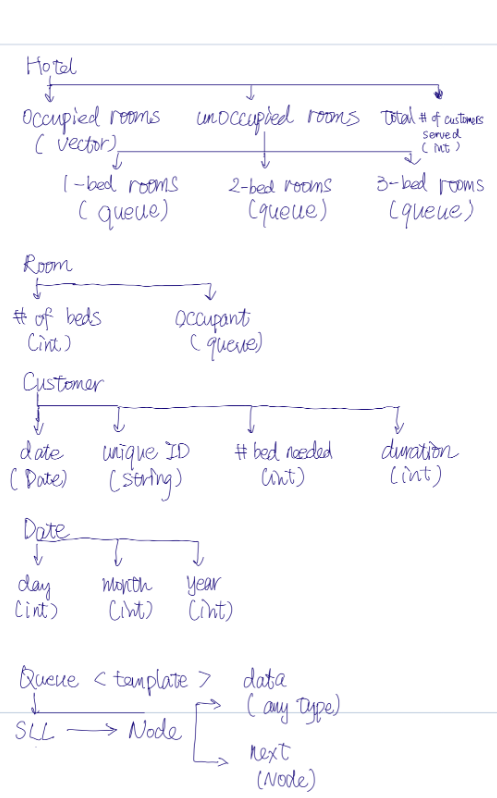 Hotel
Occupied rooms unoccupied rooms Total # of customers
served
(vector) (int)
1-bed rooms 2-bed rooms 3-bed rooms
(queue) (queue) (queue)
Room
# of beds Occupant
(int) (queue)
Customer
date unique ID # bed needed duration
(Date) (string) (int) (int)
Date
day month year
(int) (int) (int)
Queue <template> data
(any type)
SLL Node
next
(Node)